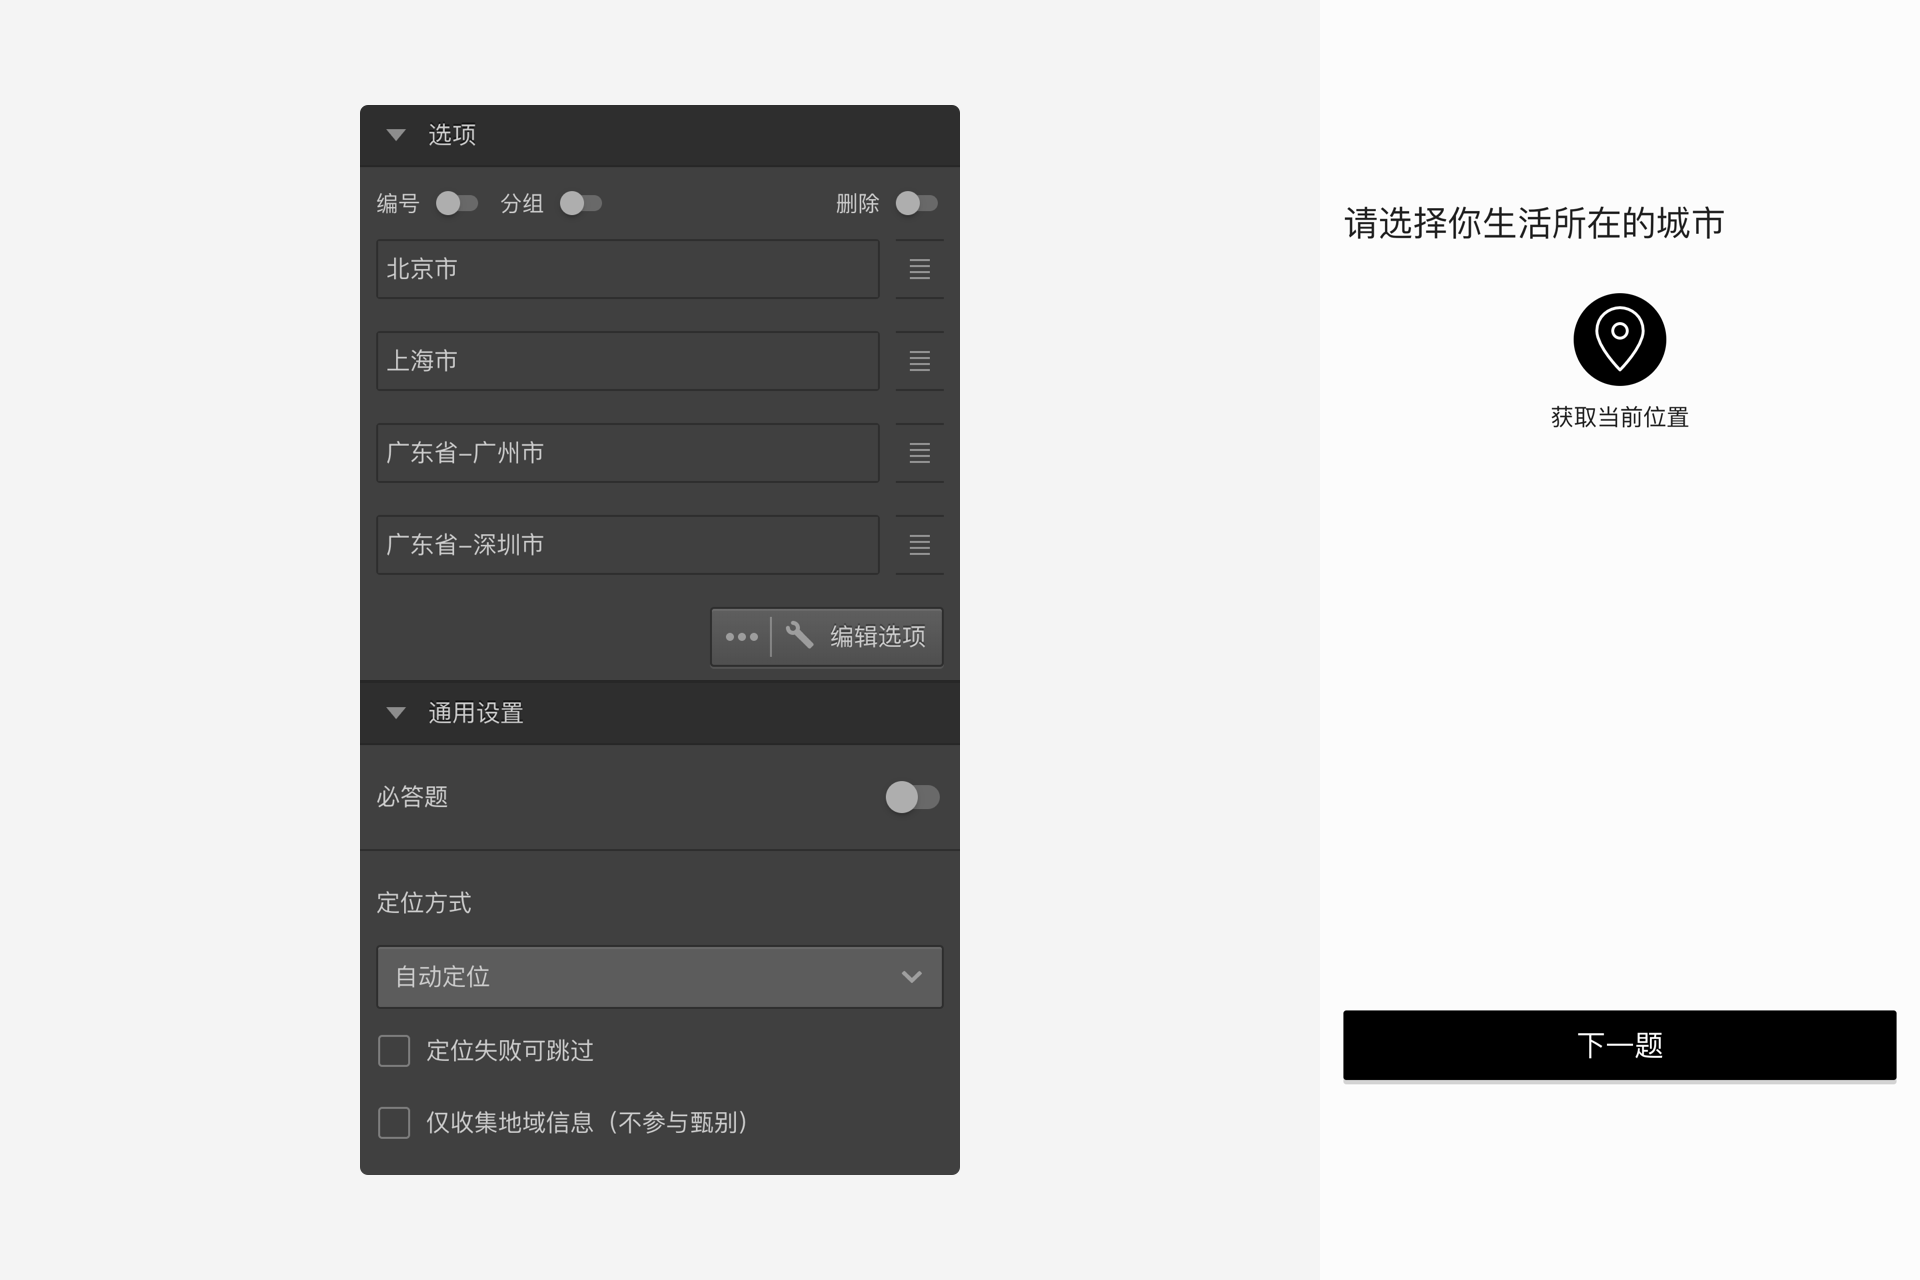 选项
编号 分组 删除
北京市
上海市
广东省–广州市
广东省–深圳市
编辑选项
通用设置
必答题
定位方式
自动定位
定位失败可跳过
仅收集地域信息（不参与甄别）
请选择你生活所在的城市
获取当前位置
下一题